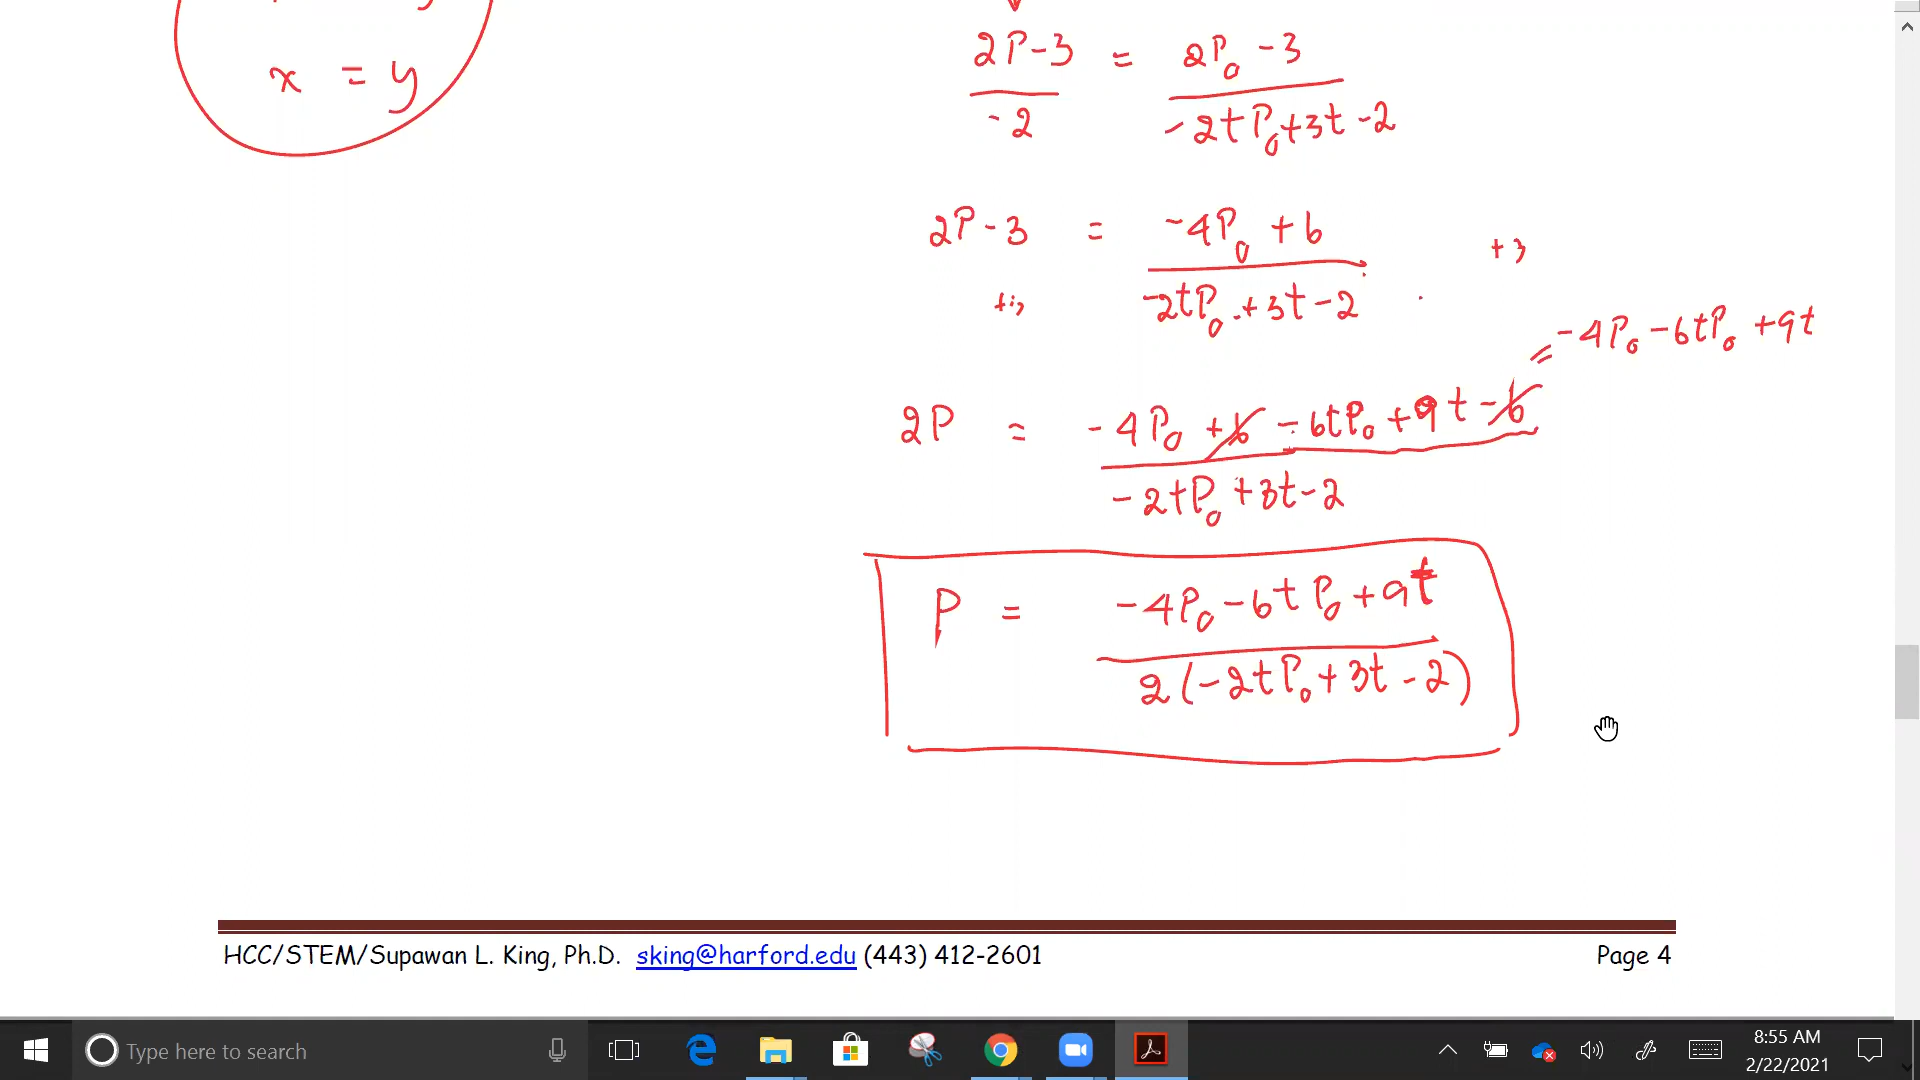 x = y
2P-3 = 2P₀ -3
-2 -2tP₀+3t-2
2P-3 = -4P₀ +6 +3
-2tP₀ +3t-2
= -4P₀ -6tP₀ +9t
2P = -4P₀ +6 -6tP₀ +9t -6
-2tP₀ +3t-2
P = -4P₀ -6tP₀ +9t
2(-2tP₀+3t-2)
HCC/STEM/Supawan L. King, Ph.D. sking@harford.edu (443) 412-2601 Page 4
Type here to search
8:55 AM
2/22/2021